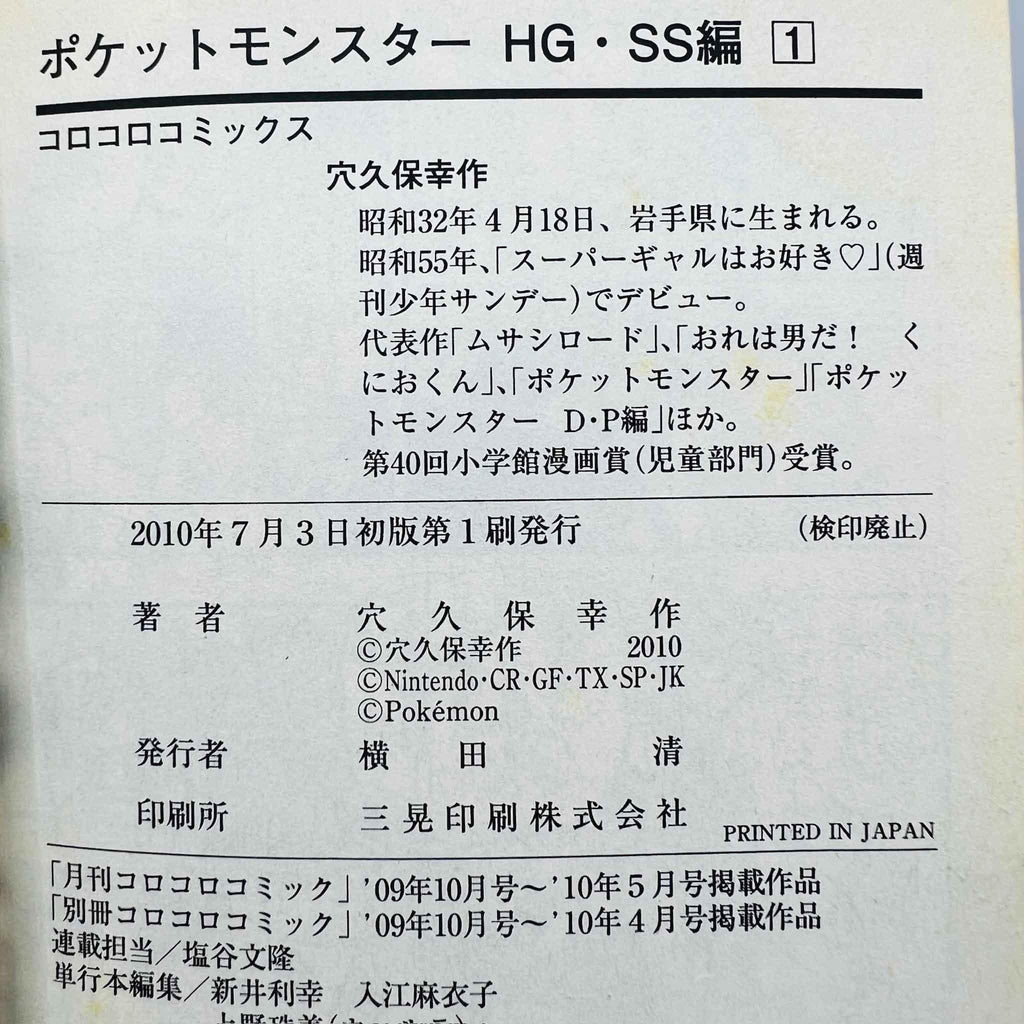 ポケットモンスター HG・SS編 1
コロコロコミックス
穴久保幸作
昭和32年4月18日、岩手県に生まれる。
昭和55年、「スーパーギャルはお好き♡」(週
刊少年サンデー)でデビュー。
代表作「ムサシロード」、「おれは男だ！ く
におくん」、「ポケットモンスター」「ポケッ
トモンスター D・P編」ほか。
第40回小学館漫画賞(児童部門)受賞。
2010年7月3日初版第1刷発行 (検印廃止)
著者 穴久保幸作
©穴久保幸作 2010
©Nintendo・CR・GF・TX・SP・JK
©Pokémon
発行者 横田清
印刷所 三晃印刷株式会社 PRINTED IN JAPAN
「月刊コロコロコミック」'09年10月号～'10年5月号掲載作品
「別冊コロコロコミック」'09年10月号～'10年4月号掲載作品
連載担当／塩谷文隆
単行本編集／新井利幸 入江麻衣子